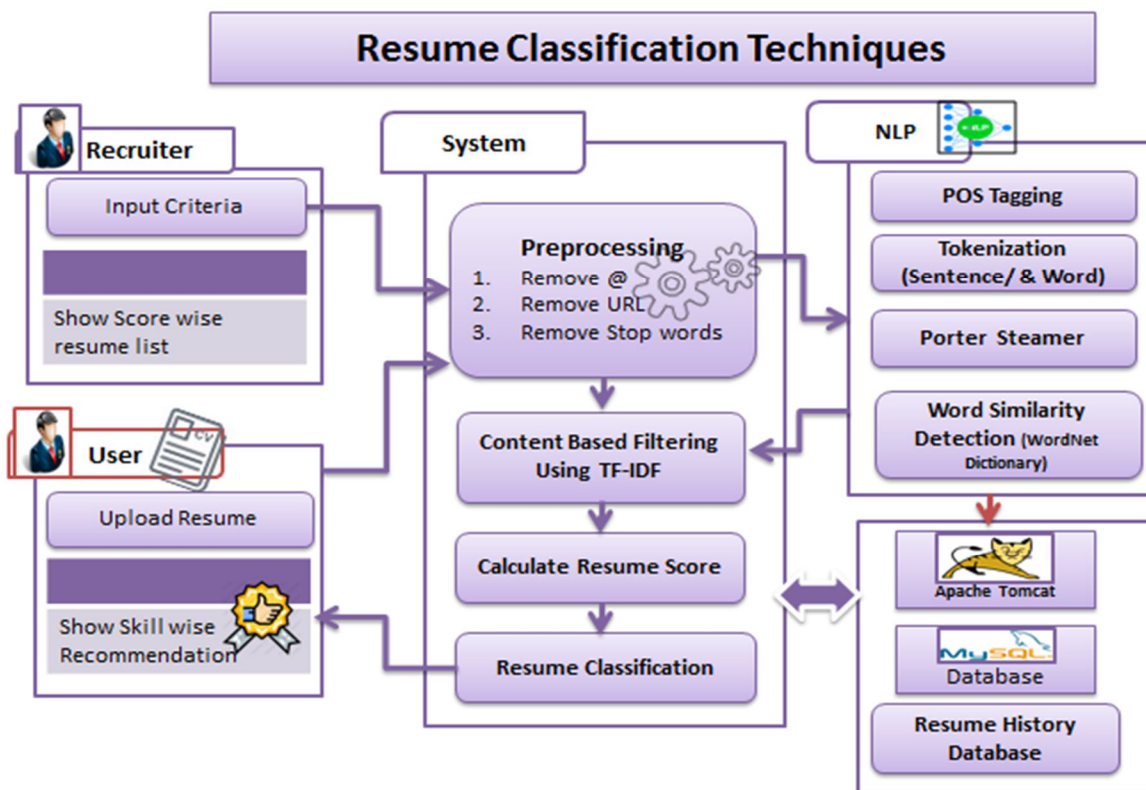 Resume Classification Techniques
Recruiter
Input Criteria
Show Score wise
resume list
User
CV
Upload Resume
Show Skill wise
Recommendation
System
Preprocessing
1. Remove @
2. Remove URL
3. Remove Stop words
Content Based Filtering
Using TF-IDF
Calculate Resume Score
Resume Classification
NLP
NLP
POS Tagging
Tokenization
(Sentence/ & Word)
Porter Steamer
Word Similarity
Detection (WordNet
Dictionary)
Apache Tomcat
MySQL
Database
Resume History
Database